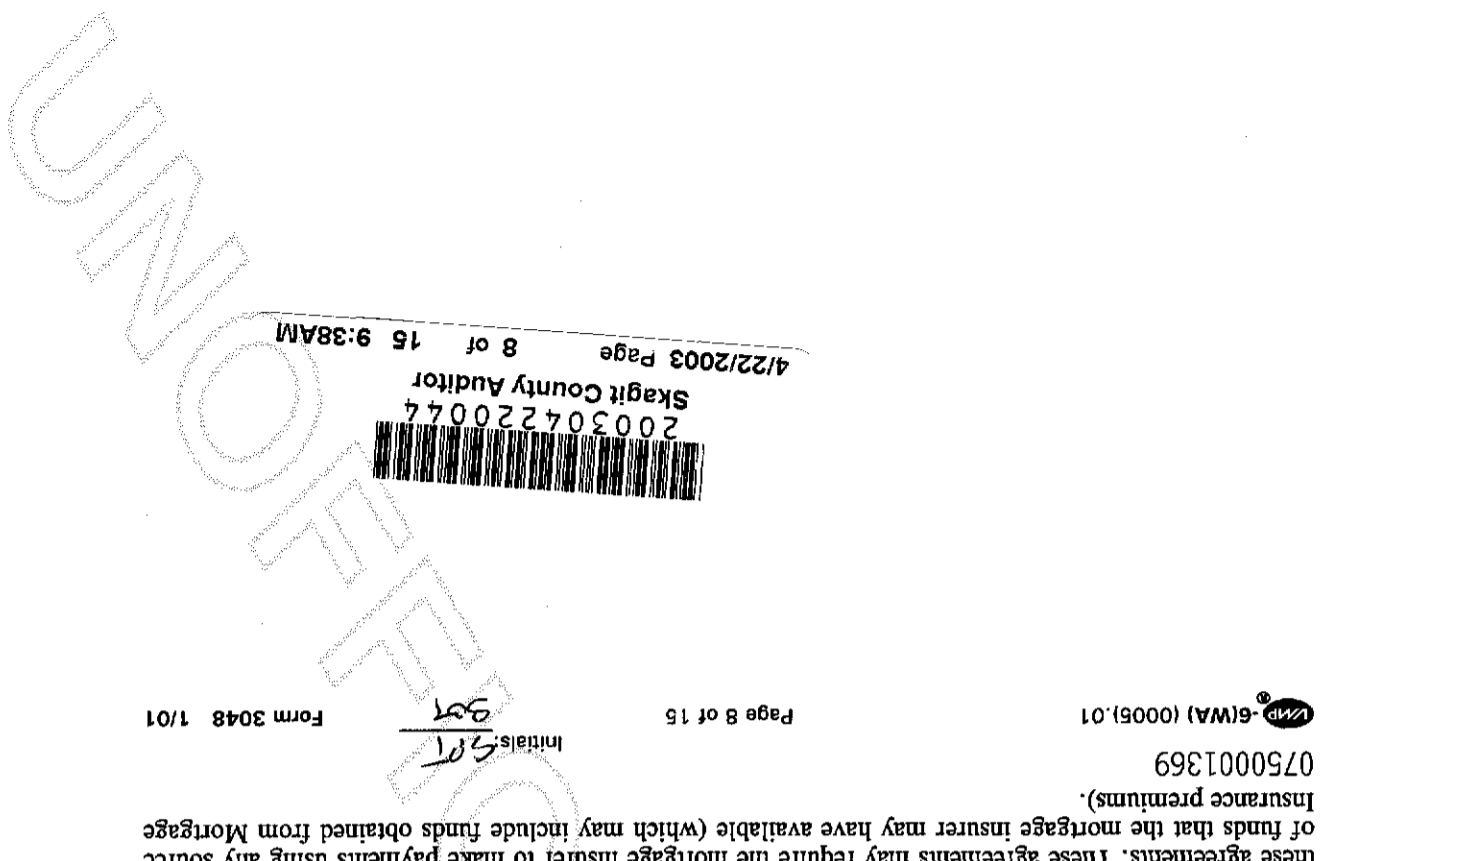 these agreements. These agreements may require the mortgage insurer to make payments using any source
of funds that the mortgage insurer may have available (which may include funds obtained from Mortgage
Insurance premiums).
0750001369
VMP®-6(WA) (0005).01 Page 8 of 15 Initials: Form 3048 1/01
200304220044
Skagit County Auditor
4/22/2003 Page 8 of 15 9:38AM
UNOFFIC